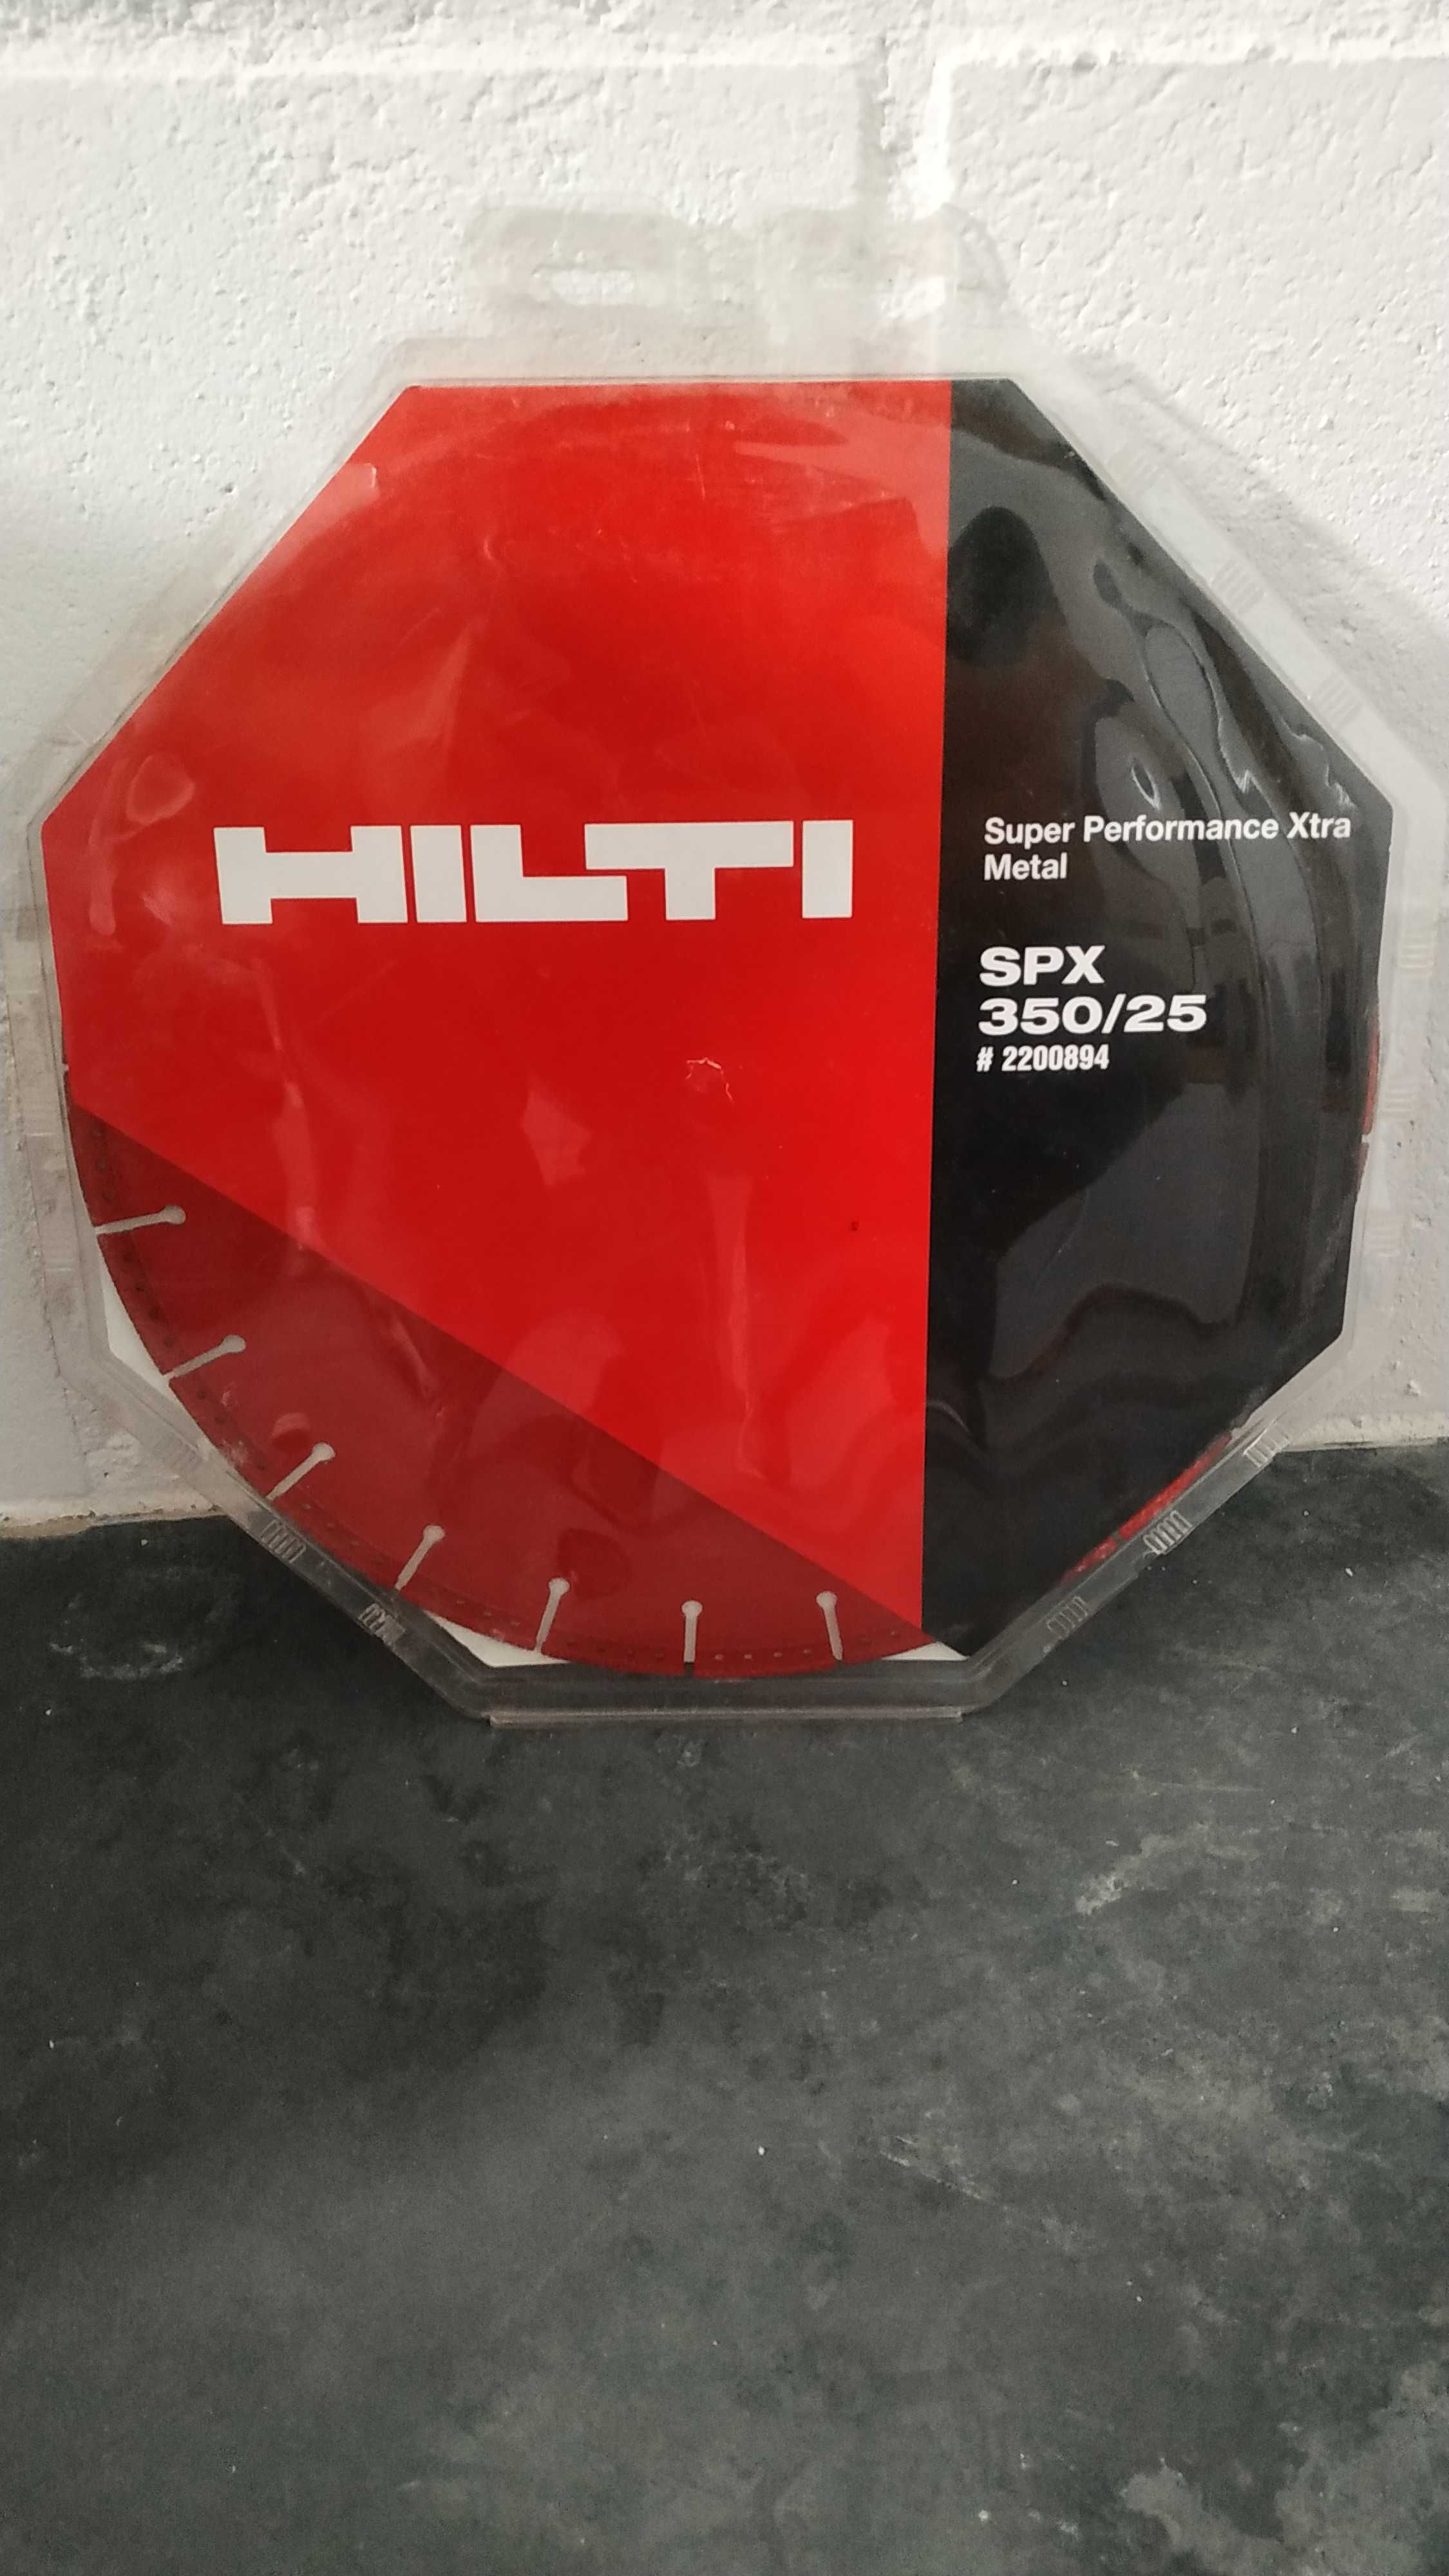 HILTI
Super Performance Xtra
Metal
SPX
350/25
# 2200894